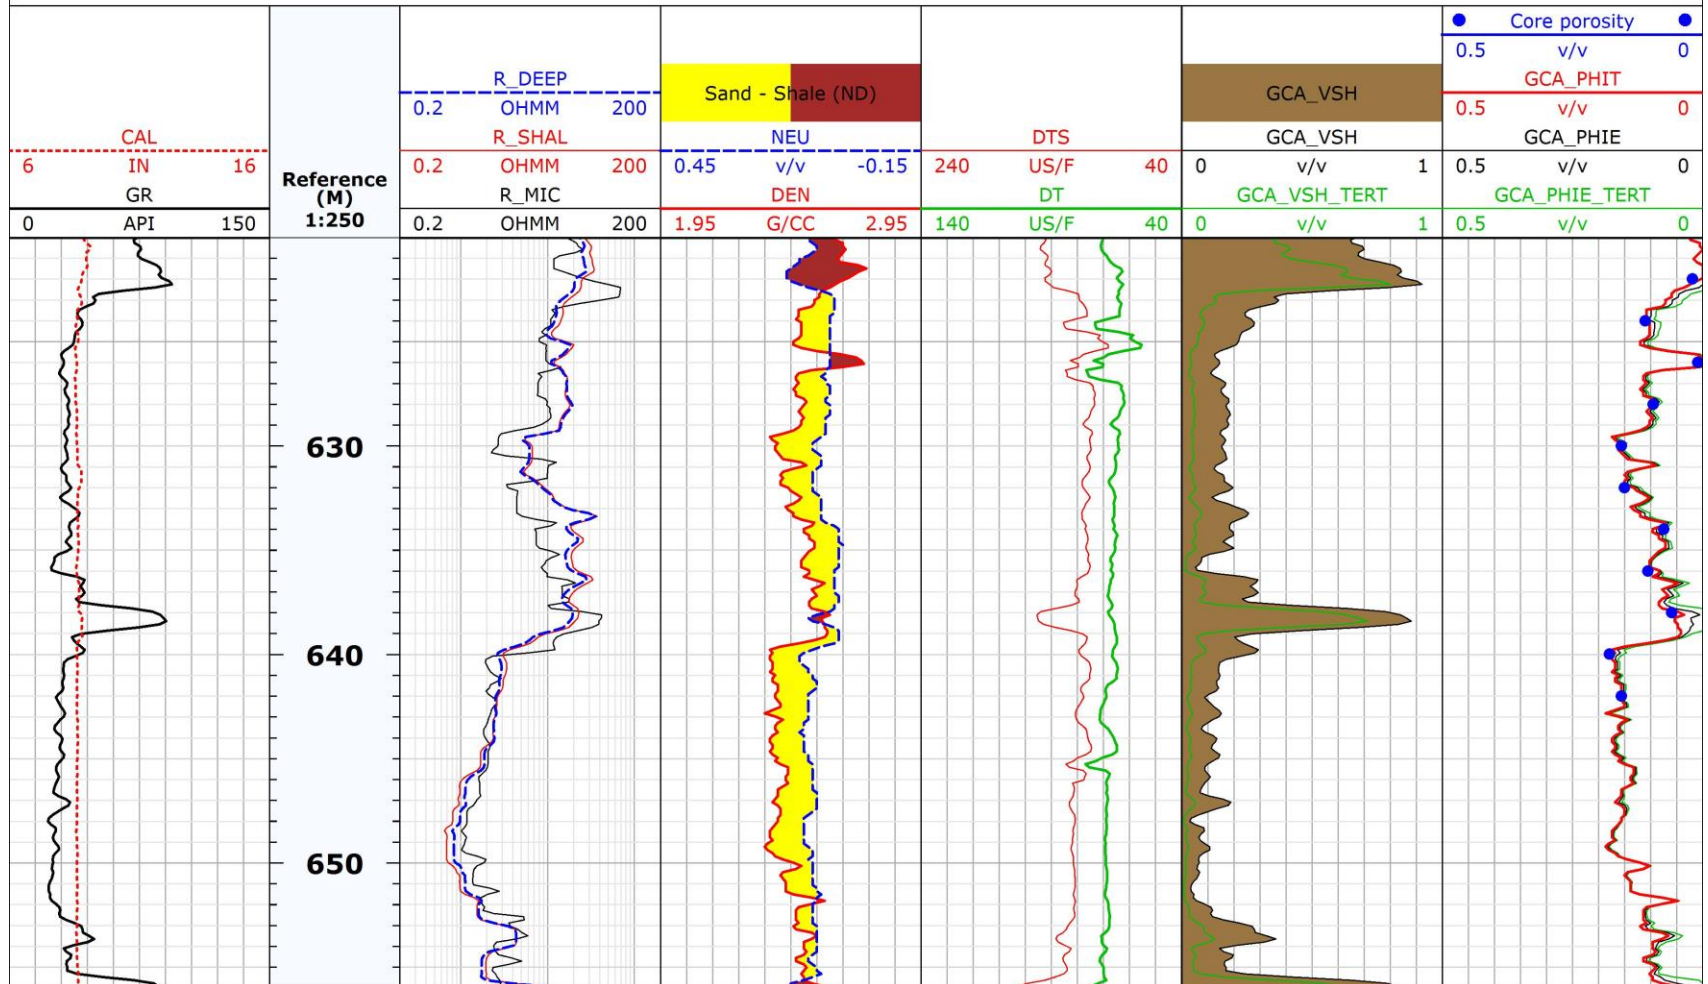 CAL
6 IN 16
GR
0 API 150
Reference
(M)
1:250
R_DEEP
0.2 OHMM 200
R_SHAL
0.2 OHMM 200
R_MIC
0.2 OHMM 200
Sand - Shale (ND)
NEU
0.45 v/v -0.15
DEN
1.95 G/CC 2.95
DTS
240 US/F 40
DT
140 US/F 40
GCA_VSH
GCA_VSH
0 v/v 1
GCA_VSH_TERT
0 v/v 1
Core porosity
0.5 v/v 0
GCA_PHIT
0.5 v/v 0
GCA_PHIE
0.5 v/v 0
GCA_PHIE_TERT
0.5 v/v 0
630
640
650